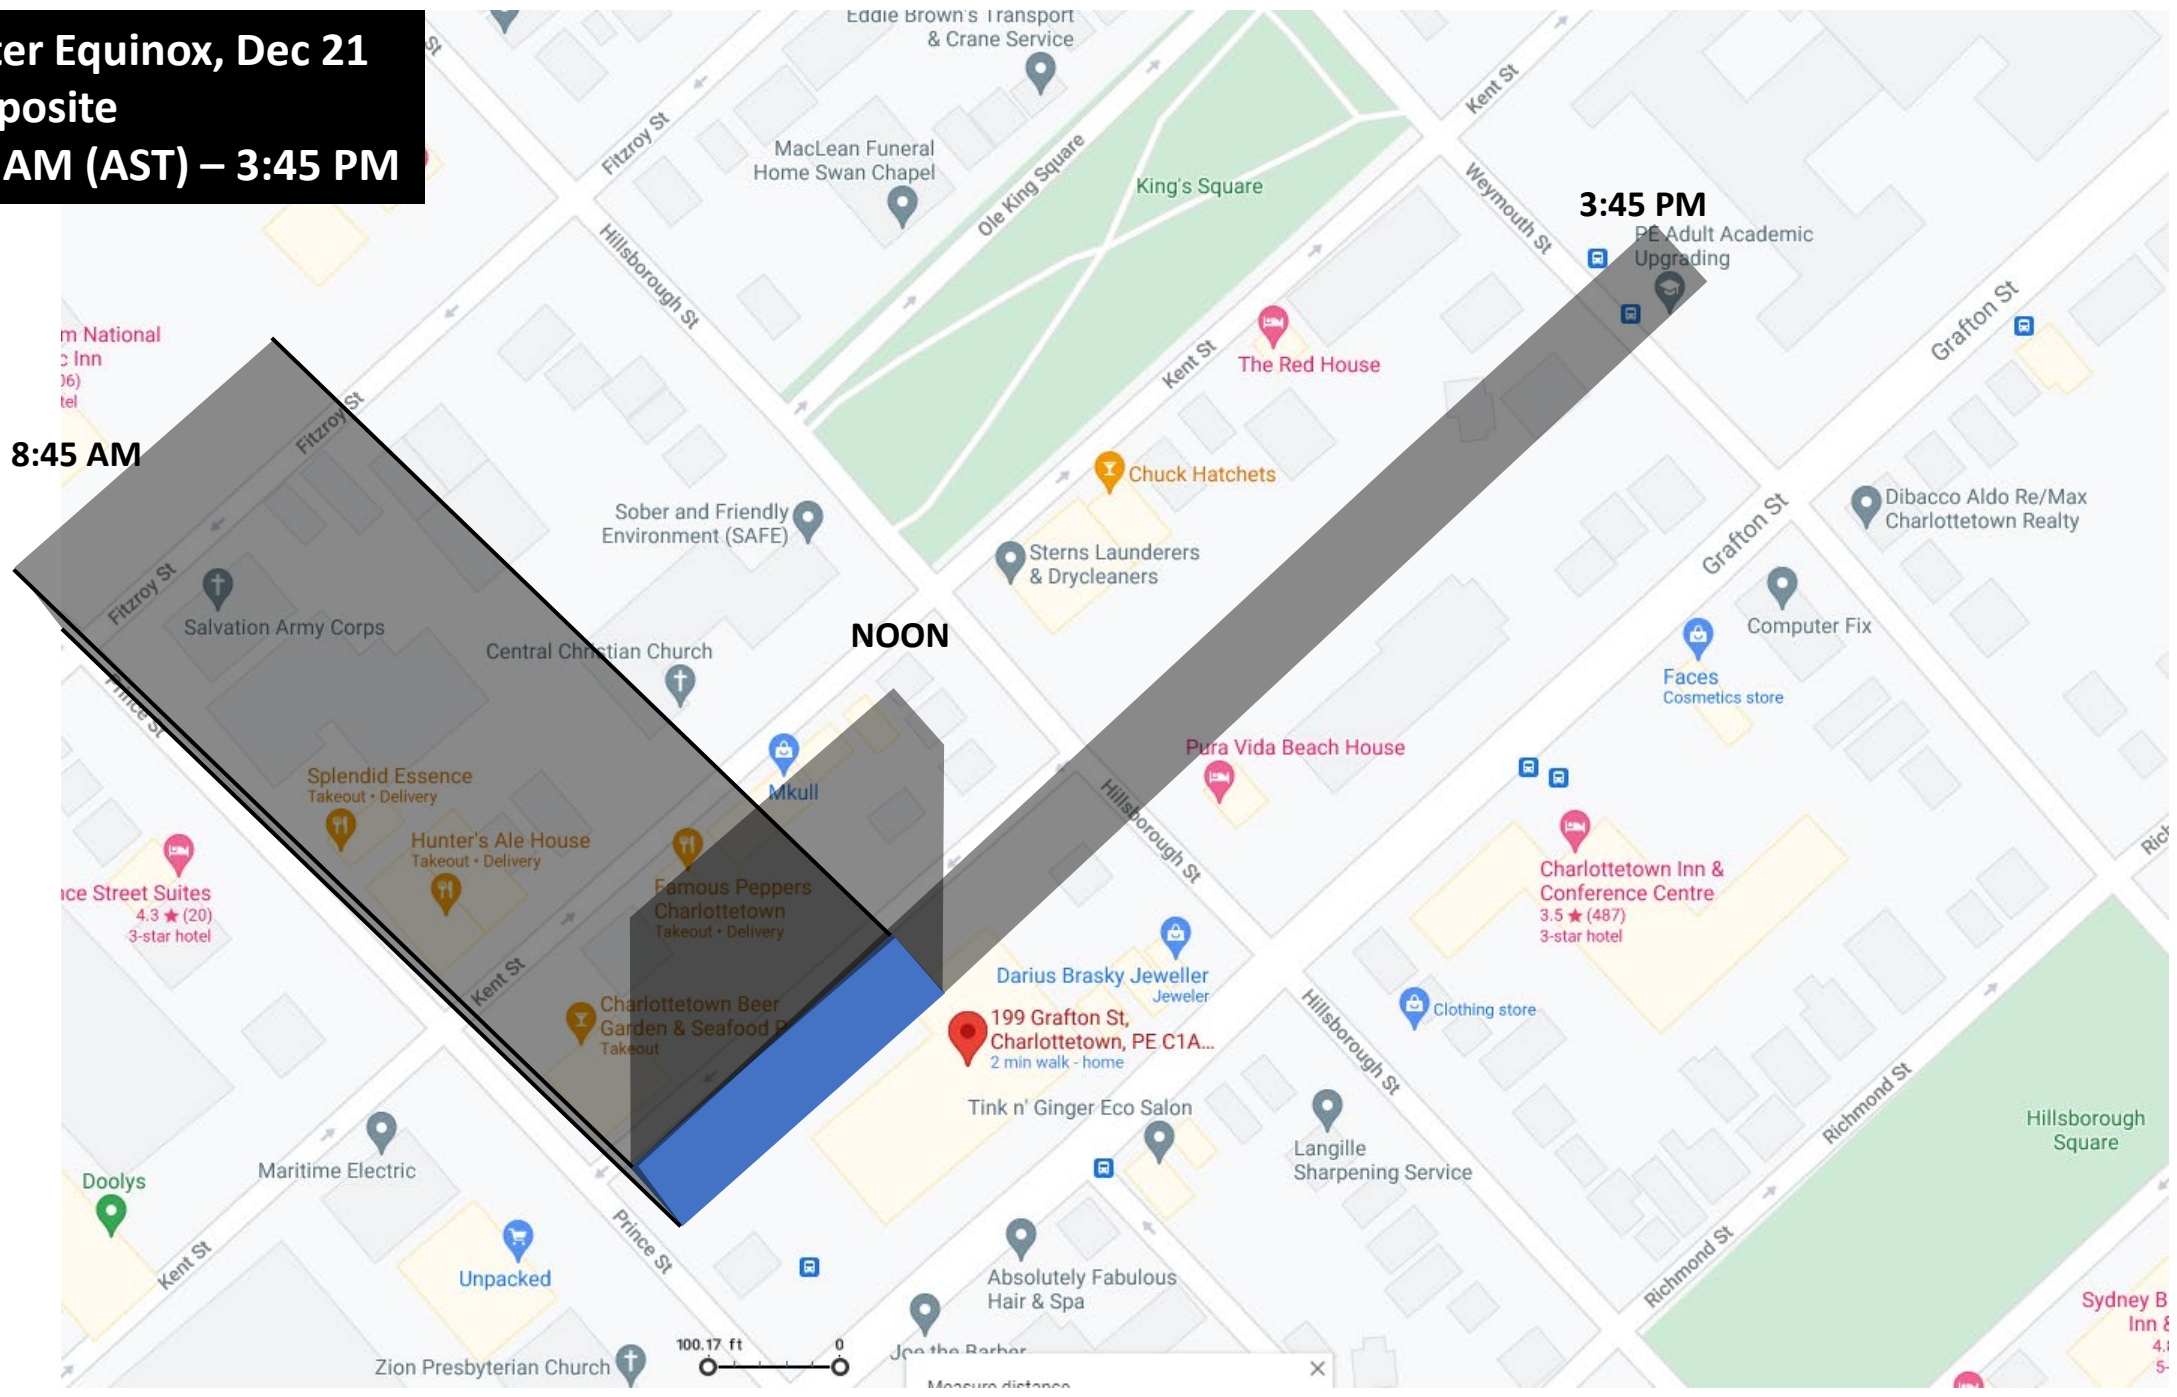 ter Equinox, Dec 21
posite
AM (AST) – 3:45 PM
St
Eddie Brown's Transport
& Crane Service
Fitzroy St
MacLean Funeral
Home Swan Chapel
Ole King Square
King's Square
Kent St
Weymouth St
3:45 PM
PE Adult Academic
Upgrading
Hillsborough St
Grafton St
m National
c Inn
06)
tel
Kent St
The Red House
Fitzroy St
8:45 AM
Chuck Hatchets
Grafton St
Dibacco Aldo Re/Max
Charlottetown Realty
Sober and Friendly
Environment (SAFE)
Sterns Launderers
& Drycleaners
Fitzroy St
Salvation Army Corps
Central Christian Church
NOON
Computer Fix
Faces
Cosmetics store
Prince St
Pura Vida Beach House
Splendid Essence
Takeout • Delivery
Mkull
Hillsborough St
Hunter's Ale House
Takeout • Delivery
Rich
nce Street Suites
4.3 ★ (20)
3-star hotel
Famous Peppers
Charlottetown
Takeout • Delivery
Charlottetown Inn &
Conference Centre
3.5 ★ (487)
3-star hotel
Kent St
Darius Brasky Jeweller
Jeweler
Charlottetown Beer
Garden & Seafood P
Takeout
199 Grafton St,
Charlottetown, PE C1A...
2 min walk - home
Clothing store
Hillsborough St
Tink n' Ginger Eco Salon
Richmond St
Hillsborough
Square
Maritime Electric
Langille
Sharpening Service
Doolys
Prince St
Kent St
Unpacked
Absolutely Fabulous
Hair & Spa
Richmond St
Sydney B
Inn &
4.8
5-
100.17 ft
0
Zion Presbyterian Church
Joe the Barber
Measure distance